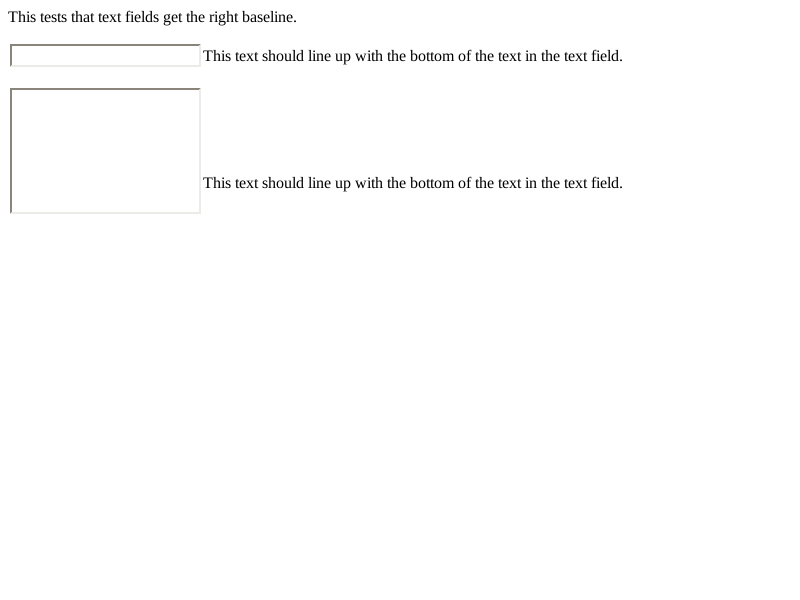 This tests that text fields get the right baseline.
This text should line up with the bottom of the text in the text field.
This text should line up with the bottom of the text in the text field.